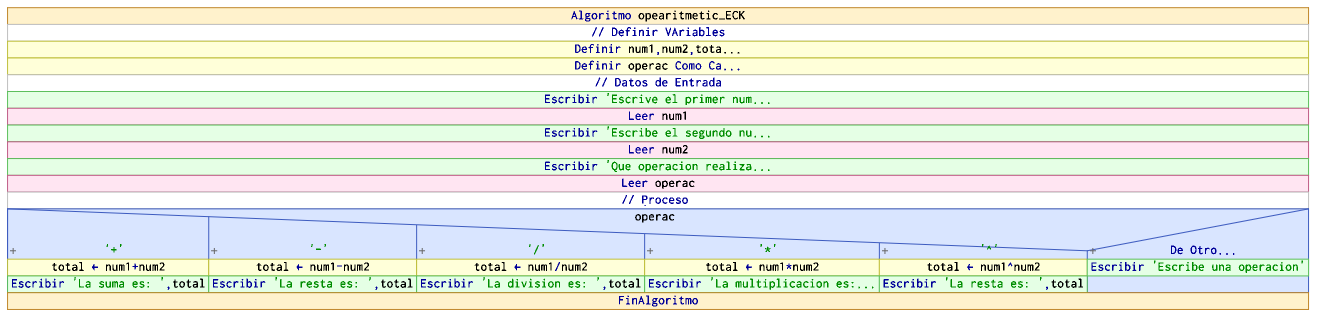 Algoritmo opearitmetic_ECK
// Definir VAriables
Definir num1,num2,tota...
Definir operac Como Ca...
// Datos de Entrada
Escribir 'Escrive el primer num...
Leer num1
Escribir 'Escribe el segundo nu...
Leer num2
Escribir 'Que operacion realiza...
Leer operac
// Proceso
operac
+ '+' + '-' + '/' + '*' + '^' + De Otro...
total ← num1+num2 total ← num1-num2 total ← num1/num2 total ← num1*num2 total ← num1^num2 Escribir 'Escribe una operacion'
Escribir 'La suma es: ',total Escribir 'La resta es: ',total Escribir 'La division es: ',total Escribir 'La multiplicacion es:... Escribir 'La resta es: ',total
FinAlgoritmo